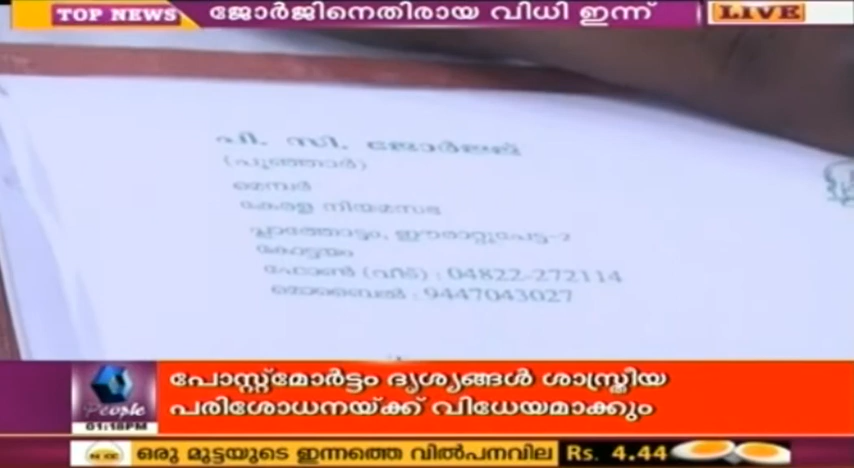 TOP NEWS
ജോർജിനെതിരായ വിധി ഇന്ന്
LIVE
പി. സി. ജോർജ്ജ്
(പൂഞ്ഞാർ)
മെമ്പർ
കേരള നിയമസഭ
പ്ലാത്തോട്ടം, ഈരാറ്റുപേട്ട-2
കോട്ടയം
ഫോൺ (വീട്) : 04822-272114
മൊബൈൽ : 9447043027
People
01:18PM
പോസ്റ്റ്മോർട്ടം ദൃശ്യങ്ങൾ ശാസ്ത്രീയ
പരിശോധനയ്ക്ക് വിധേയമാക്കും
ഒരു മുട്ടയുടെ ഇന്നത്തെ വിൽപനവില Rs. 4.44